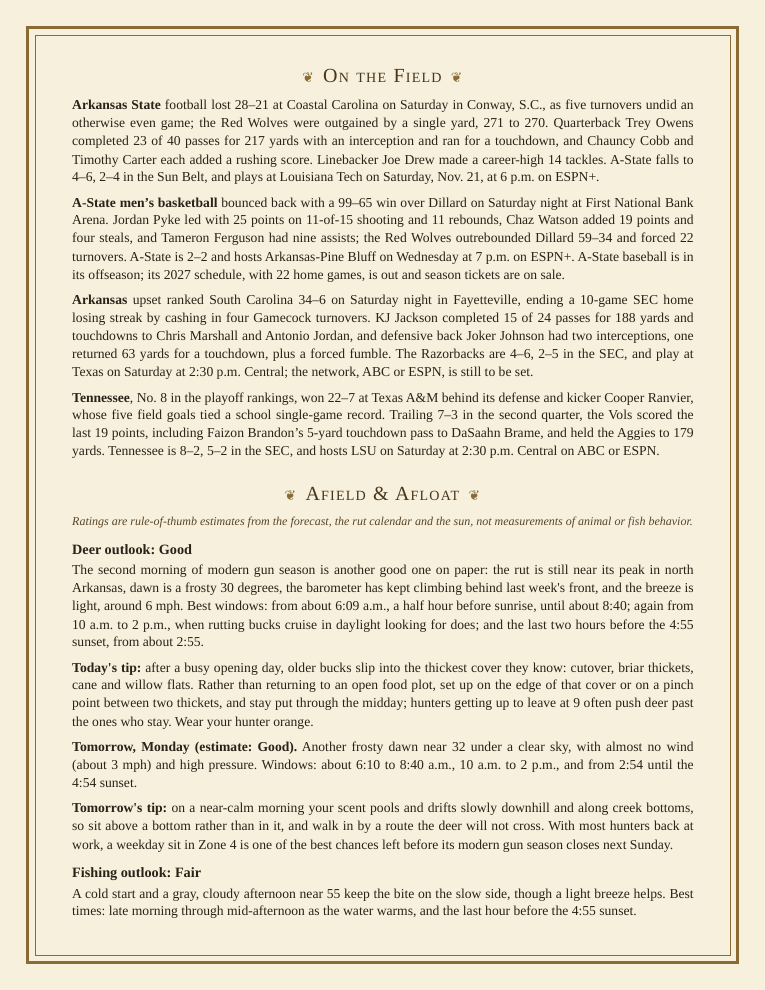 ❦ On the Field ❦
Arkansas State football lost 28–21 at Coastal Carolina on Saturday in Conway, S.C., as five turnovers undid an
otherwise even game; the Red Wolves were outgained by a single yard, 271 to 270. Quarterback Trey Owens
completed 23 of 40 passes for 217 yards with an interception and ran for a touchdown, and Chauncy Cobb and
Timothy Carter each added a rushing score. Linebacker Joe Drew made a career-high 14 tackles. A-State falls to
4–6, 2–4 in the Sun Belt, and plays at Louisiana Tech on Saturday, Nov. 21, at 6 p.m. on ESPN+.
A-State men’s basketball bounced back with a 99–65 win over Dillard on Saturday night at First National Bank
Arena. Jordan Pyke led with 25 points on 11-of-15 shooting and 11 rebounds, Chaz Watson added 19 points and
four steals, and Tameron Ferguson had nine assists; the Red Wolves outrebounded Dillard 59–34 and forced 22
turnovers. A-State is 2–2 and hosts Arkansas-Pine Bluff on Wednesday at 7 p.m. on ESPN+. A-State baseball is in
its offseason; its 2027 schedule, with 22 home games, is out and season tickets are on sale.
Arkansas upset ranked South Carolina 34–6 on Saturday night in Fayetteville, ending a 10-game SEC home
losing streak by cashing in four Gamecock turnovers. KJ Jackson completed 15 of 24 passes for 188 yards and
touchdowns to Chris Marshall and Antonio Jordan, and defensive back Joker Johnson had two interceptions, one
returned 63 yards for a touchdown, plus a forced fumble. The Razorbacks are 4–6, 2–5 in the SEC, and play at
Texas on Saturday at 2:30 p.m. Central; the network, ABC or ESPN, is still to be set.
Tennessee, No. 8 in the playoff rankings, won 22–7 at Texas A&M behind its defense and kicker Cooper Ranvier,
whose five field goals tied a school single-game record. Trailing 7–3 in the second quarter, the Vols scored the
last 19 points, including Faizon Brandon’s 5-yard touchdown pass to DaSaahn Brame, and held the Aggies to 179
yards. Tennessee is 8–2, 5–2 in the SEC, and hosts LSU on Saturday at 2:30 p.m. Central on ABC or ESPN.
❦ Afield & Afloat ❦
Ratings are rule-of-thumb estimates from the forecast, the rut calendar and the sun, not measurements of animal or fish behavior.
Deer outlook: Good
The second morning of modern gun season is another good one on paper: the rut is still near its peak in north
Arkansas, dawn is a frosty 30 degrees, the barometer has kept climbing behind last week's front, and the breeze is
light, around 6 mph. Best windows: from about 6:09 a.m., a half hour before sunrise, until about 8:40; again from
10 a.m. to 2 p.m., when rutting bucks cruise in daylight looking for does; and the last two hours before the 4:55
sunset, from about 2:55.
Today's tip: after a busy opening day, older bucks slip into the thickest cover they know: cutover, briar thickets,
cane and willow flats. Rather than returning to an open food plot, set up on the edge of that cover or on a pinch
point between two thickets, and stay put through the midday; hunters getting up to leave at 9 often push deer past
the ones who stay. Wear your hunter orange.
Tomorrow, Monday (estimate: Good). Another frosty dawn near 32 under a clear sky, with almost no wind
(about 3 mph) and high pressure. Windows: about 6:10 to 8:40 a.m., 10 a.m. to 2 p.m., and from 2:54 until the
4:54 sunset.
Tomorrow's tip: on a near-calm morning your scent pools and drifts slowly downhill and along creek bottoms,
so sit above a bottom rather than in it, and walk in by a route the deer will not cross. With most hunters back at
work, a weekday sit in Zone 4 is one of the best chances left before its modern gun season closes next Sunday.
Fishing outlook: Fair
A cold start and a gray, cloudy afternoon near 55 keep the bite on the slow side, though a light breeze helps. Best
times: late morning through mid-afternoon as the water warms, and the last hour before the 4:55 sunset.